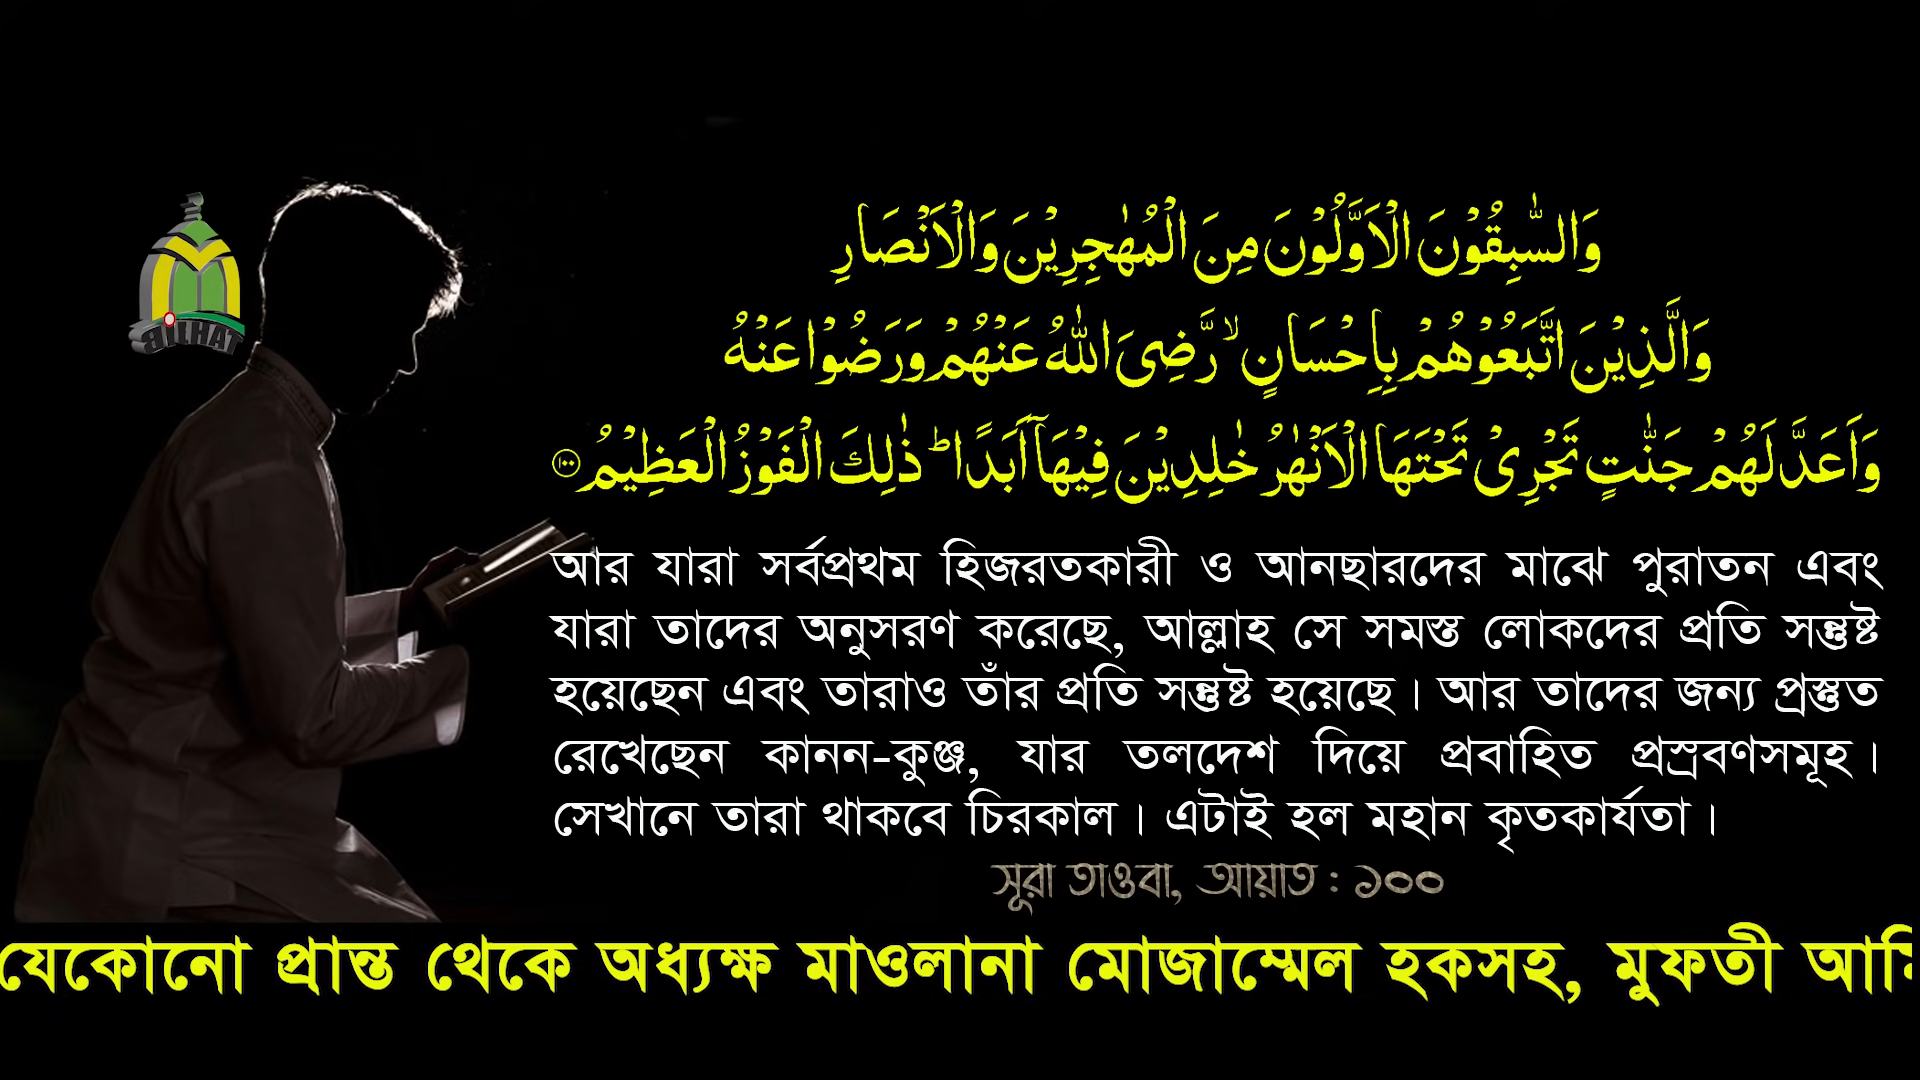 BILHAT
وَالسّٰبِقُوْنَ الْاَوَّلُوْنَ مِنَ الْمُهٰجِرِيْنَ وَالْاَنْصَارِ
وَالَّذِيْنَ اتَّبَعُوْهُمْ بِاِحْسَانٍ ۙ رَّضِىَ اللّٰهُ عَنْهُمْ وَرَضُوْا عَنْهُ
وَاَعَدَّ لَهُمْ جَنّٰتٍ تَجْرِىْ تَحْتَهَا الْاَنْهٰرُ خٰلِدِيْنَ فِيْهَاۤ اَبَدًا ؕ ذٰلِكَ الْفَوْزُ الْعَظِيْمُ ۝۱۰۰
আর যারা সর্বপ্রথম হিজরতকারী ও আনছারদের মাঝে পুরাতন এবং
যারা তাদের অনুসরণ করেছে, আল্লাহ সে সমস্ত লোকদের প্রতি সন্তুষ্ট
হয়েছেন এবং তারাও তাঁর প্রতি সন্তুষ্ট হয়েছে। আর তাদের জন্য প্রস্তুত
রেখেছেন কানন-কুঞ্জ, যার তলদেশ দিয়ে প্রবাহিত প্রস্রবণসমূহ।
সেখানে তারা থাকবে চিরকাল। এটাই হল মহান কৃতকার্যতা।
সূরা তাওবা, আয়াত : ১০০
যেকোনো প্রান্ত থেকে অধ্যক্ষ মাওলানা মোজাম্মেল হকসহ, মুফতী